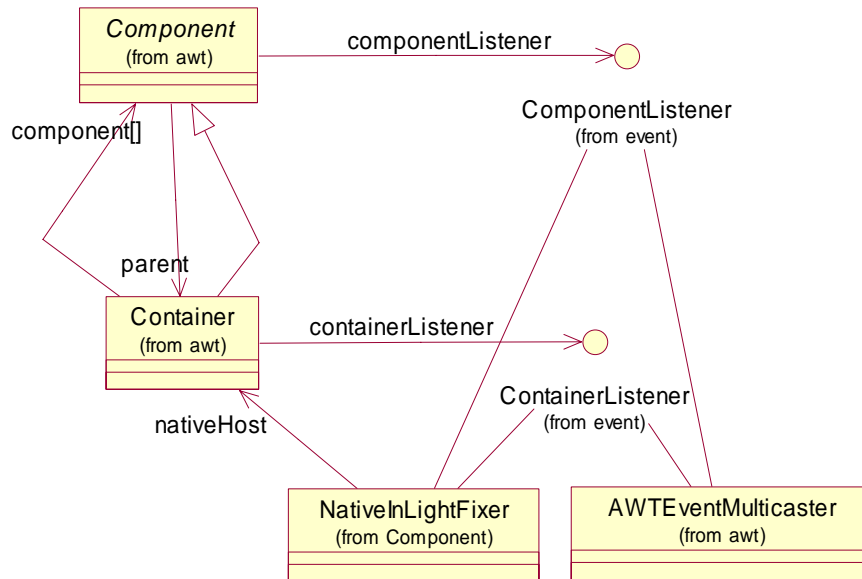 Component
(from awt)
componentListener
ComponentListener
(from event)
component[]
parent
Container
(from awt)
containerListener
ContainerListener
(from event)
nativeHost
NativeInLightFixer
(from Component)
AWTEventMulticaster
(from awt)